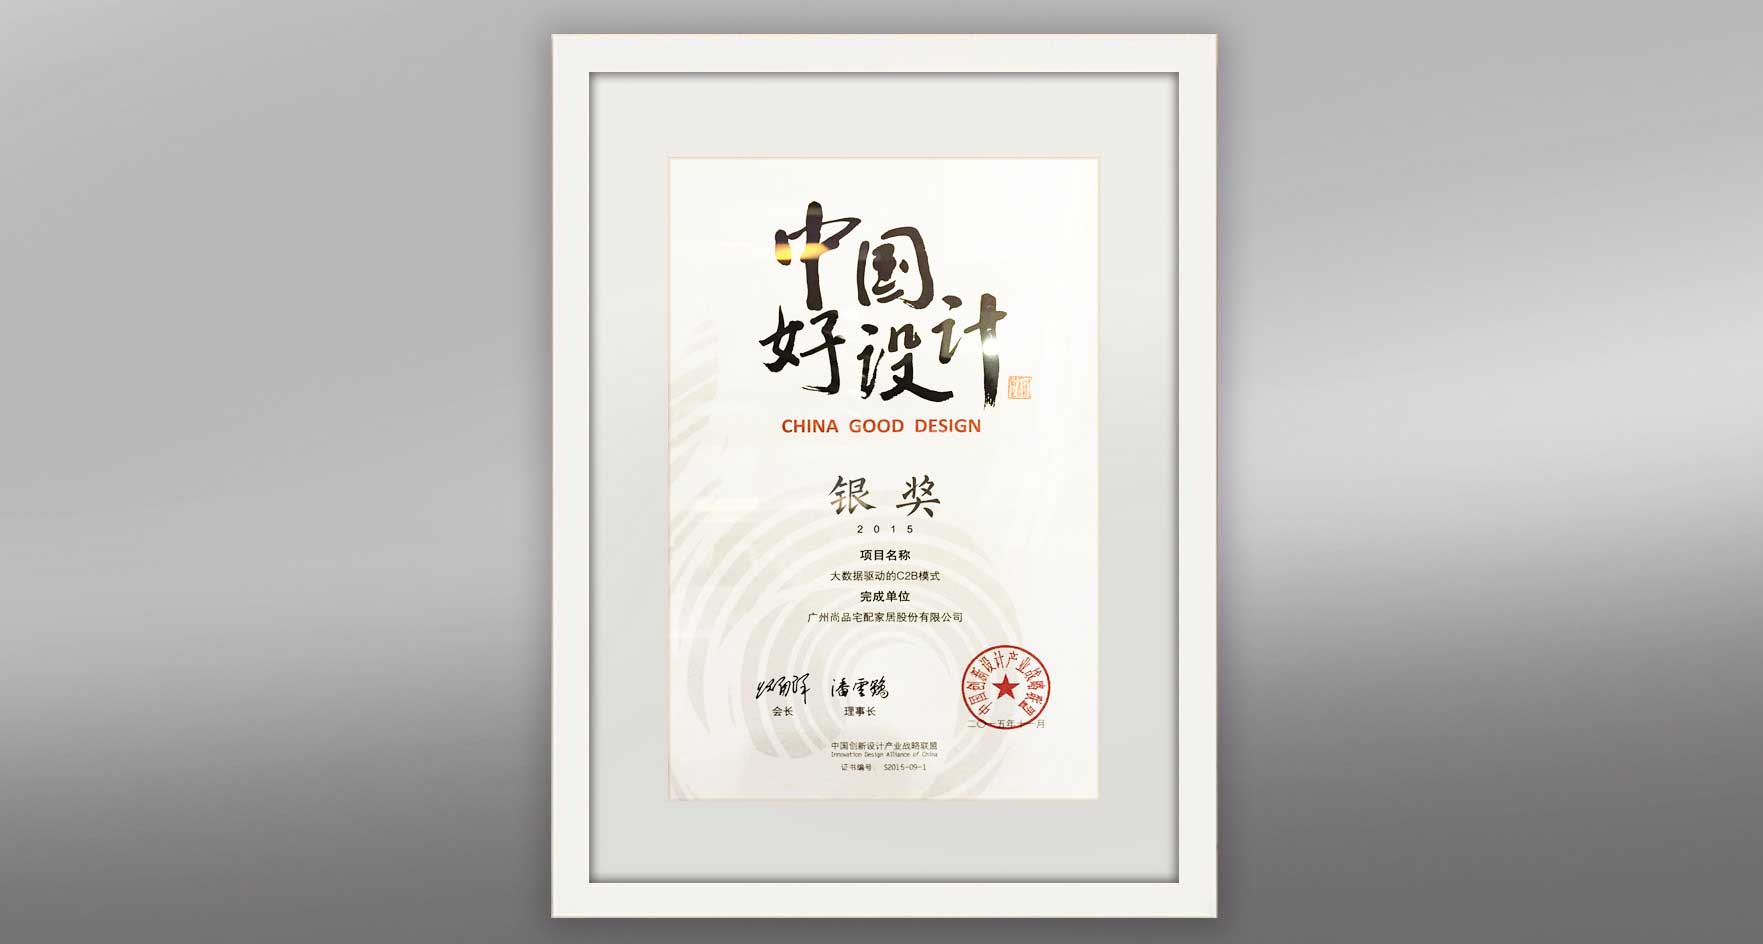 中国
好设计
CHINA GOOD DESIGN
银奖
2015
项目名称
大数据驱动的C2B模式
完成单位
广州尚品宅配家居股份有限公司
潘云鹤
会长
理事长
中国创新设计产业战略联盟
二〇一五年十一月
中国创新设计产业战略联盟
Innovation Design Alliance of China
证书编号: S2015-09-1